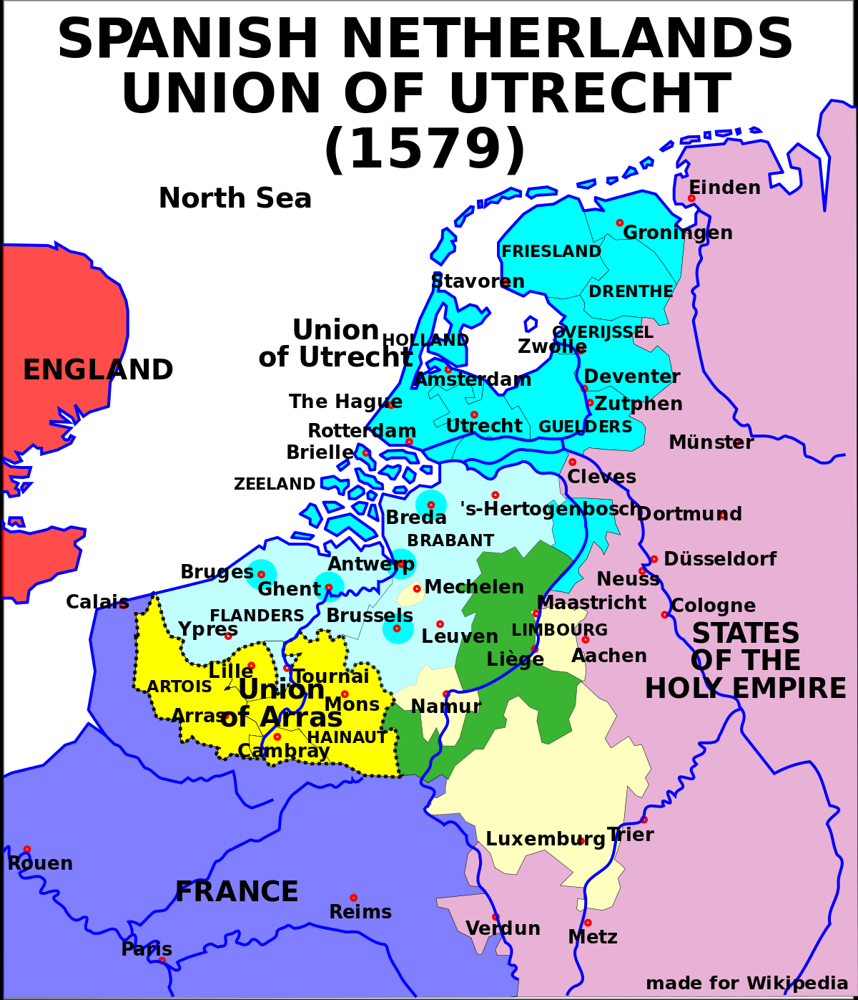 SPANISH NETHERLANDS
UNION OF UTRECHT
(1579)
North Sea
Einden
Groningen
FRIESLAND
Stavoren
DRENTHE
Union
of Utrecht
HOLLAND
OVERIJSSEL
Zwolle
ENGLAND
Amsterdam
Deventer
The Hague
Zutphen
Utrecht
GUELDERS
Rotterdam
Münster
Brielle
Cleves
ZEELAND
's-Hertogenbosch
Dortmund
Breda
BRABANT
Düsseldorf
Antwerp
Bruges
Neuss
Ghent
Mechelen
Calais
Maastricht
Cologne
FLANDERS
Brussels
Ypres
Leuven
LIMBOURG
STATES
OF THE
HOLY EMPIRE
Liège
Aachen
Lille
Tournai
ARTOIS
Union
of Arras
Mons
Namur
Arras
HAINAUT
Cambray
Luxemburg
Trier
Rouen
FRANCE
Reims
Verdun
Metz
Paris
made for Wikipedia